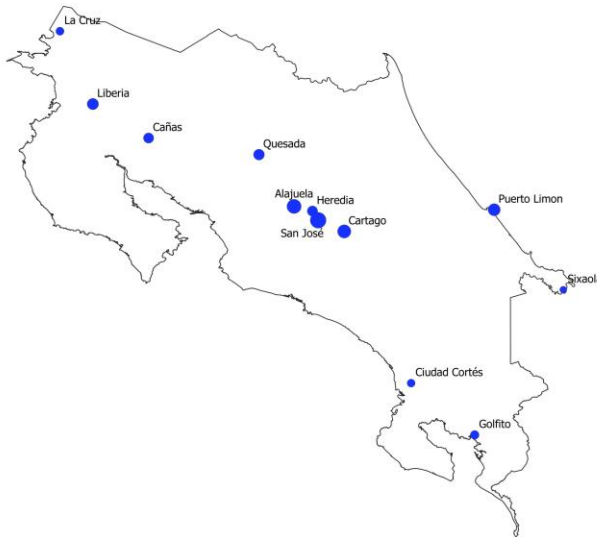 La Cruz
Liberia
Cañas
Quesada
Alajuela
Heredia
Puerto Limon
Cartago
San José
Sixaola
Ciudad Cortés
Golfito